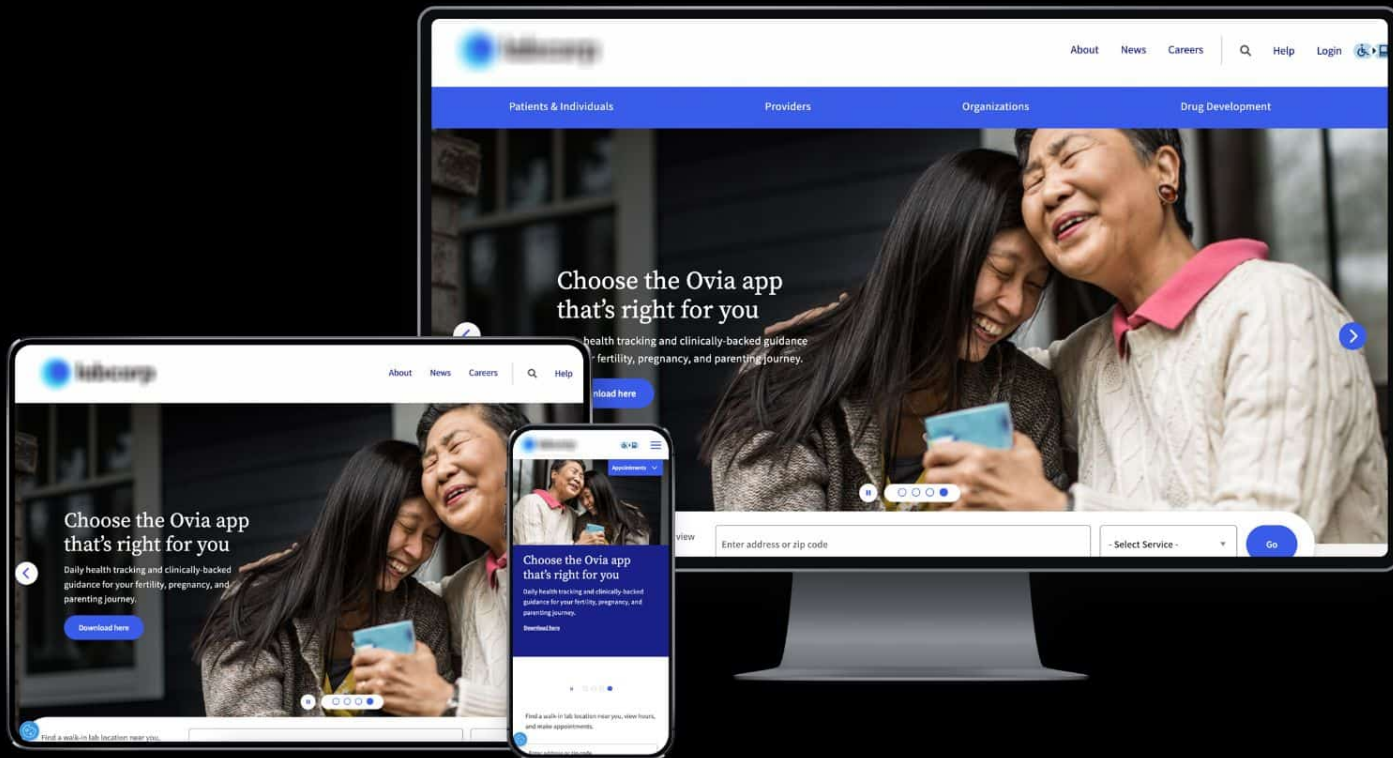 About News Careers Help Login
Patients & Individuals Providers Organizations Drug Development
Choose the Ovia app
that's right for you
health tracking and clinically-backed guidance
fertility, pregnancy, and parenting journey.
nload here
view
Enter address or zip code
- Select Service -
Go
About News Careers Help
Choose the Ovia app
that's right for you
Daily health tracking and clinically-backed
guidance for your fertility, pregnancy, and
parenting journey.
Download here
Find a walk-in lab location near you,
Appointments
Choose the Ovia app
that's right for you
Daily health tracking and clinically-backed
guidance for your fertility, pregnancy, and
parenting journey.
Download here
Find a walk-in lab location near you, view hours,
and make appointments.
Enter address or zip code